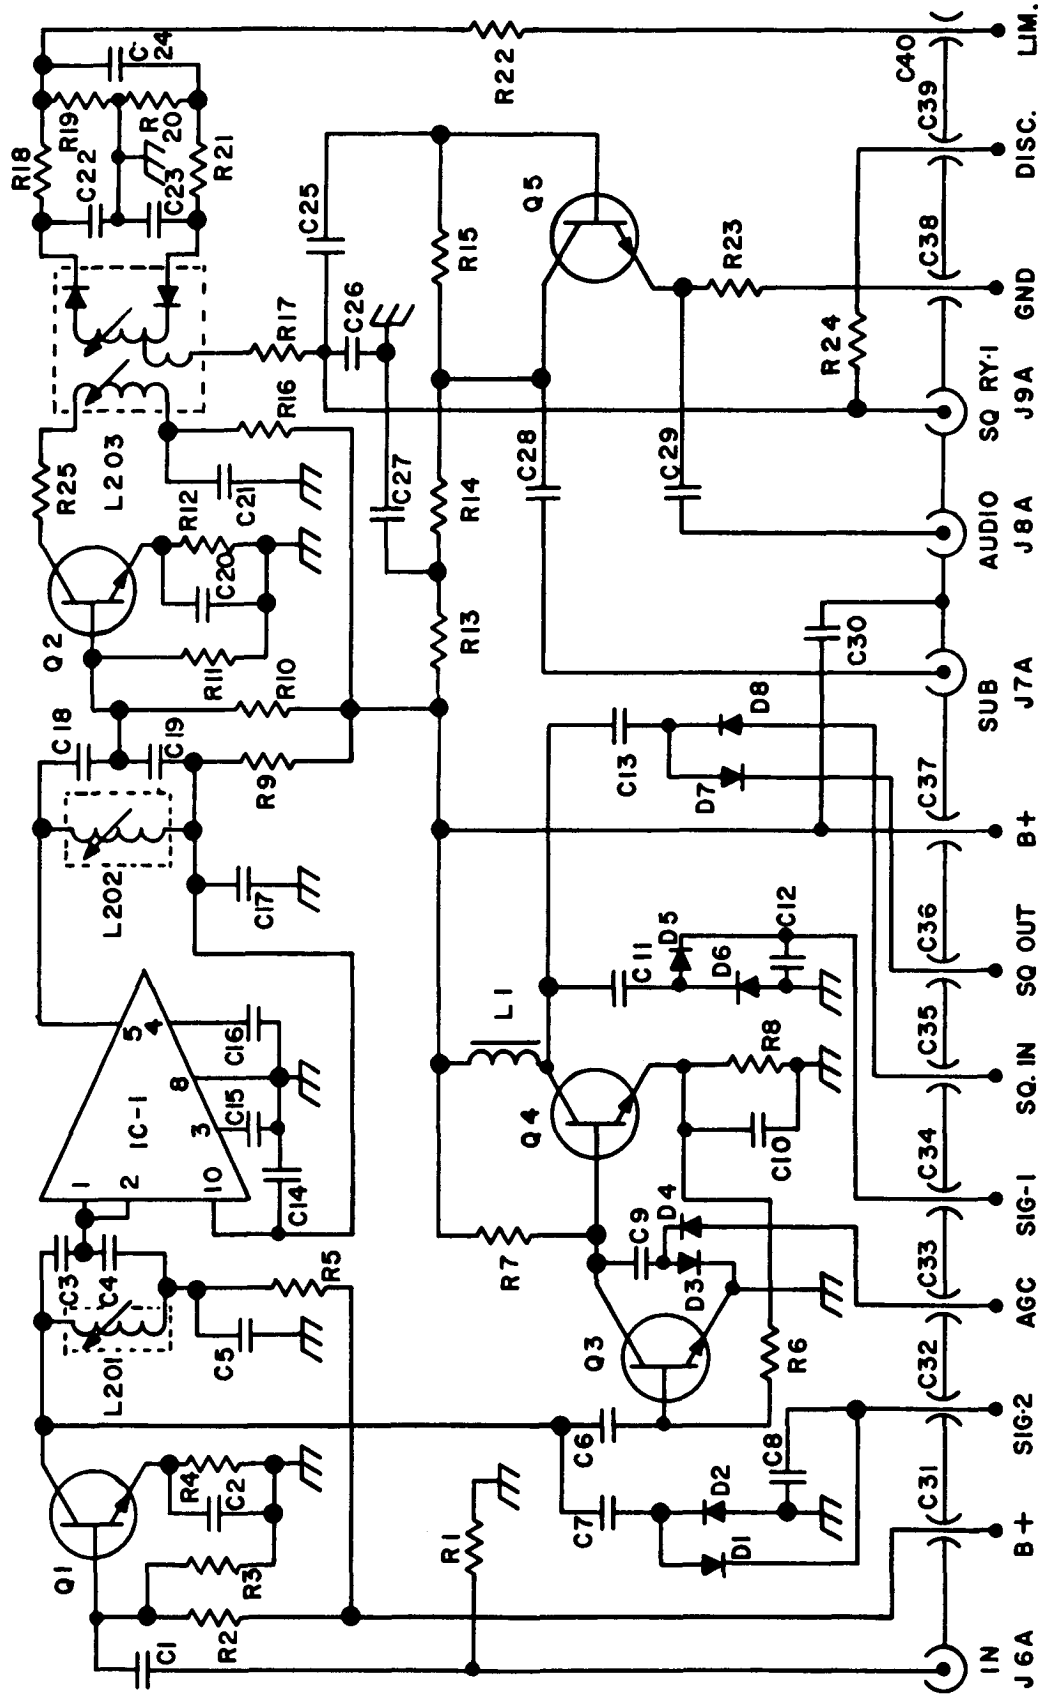 R18
R19
C24
R20
C22
C23
R21
R22
C40
LIM.
C39
DISC.
C25
R15
Q5
R17
C26
R23
C38
GND
R24
R16
L203
R25
C21
R12
C20
C27
R14
C28
C29
SQ RY·1
J9A
AUDIO
J8A
Q2
R11
R10
R13
C30
SUB
J7A
C18
C19
R9
C13
D8
D7
C37
B+
L202
C17
L1
C11
D5
D6
C12
C36
SQ OUT
5
4
C16
8
IC-1
C15
3
1
2
10
C14
Q4
R8
C10
C35
SQ. IN
C34
SIG-1
C3
C4
R5
L201
C5
R7
C9
D4
D3
C33
AGC
Q3
R6
C32
SIG·2
Q1
R4
C2
R3
R2
C1
R1
C6
C7
C8
D2
D1
C31
B+
IN
J6A